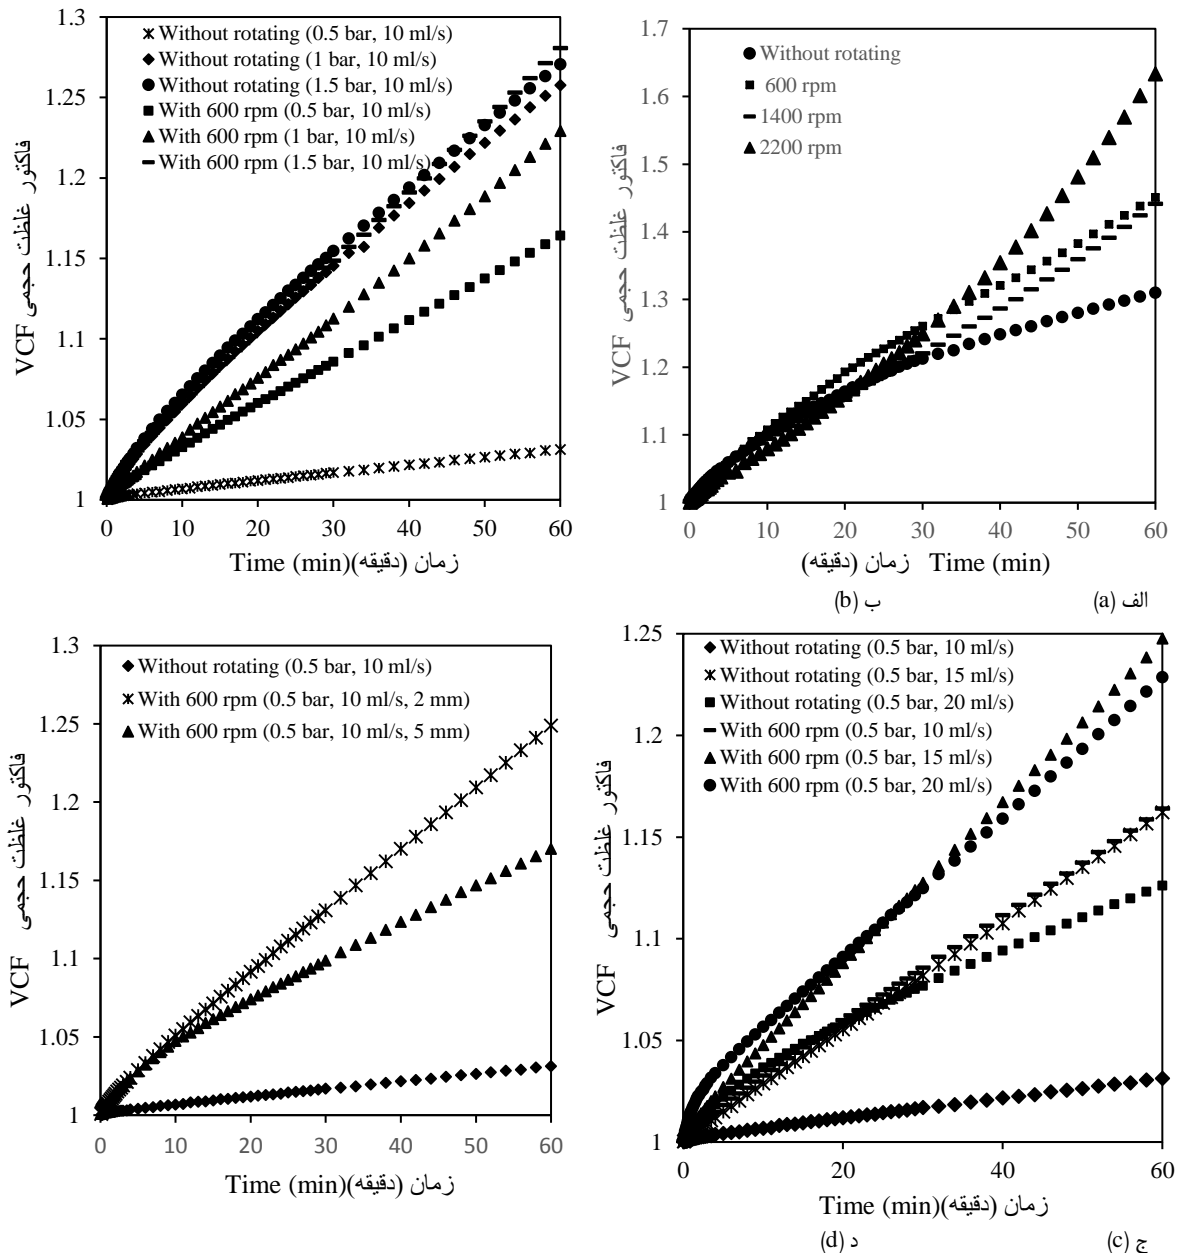 1.3
1.25
1.2
1.15
1.1
1.05
1
Without rotating (0.5 bar, 10 ml/s)
Without rotating (1 bar, 10 ml/s)
Without rotating (1.5 bar, 10 ml/s)
With 600 rpm (0.5 bar, 10 ml/s)
With 600 rpm (1 bar, 10 ml/s)
With 600 rpm (1.5 bar, 10 ml/s)
فاکتور غلظت حجمی VCF
0 10 20 30 40 50 60
Time (min)(دقیقه) زمان
1.7
1.6
1.5
1.4
1.3
1.2
1.1
1
Without rotating
600 rpm
1400 rpm
2200 rpm
فاکتور غلظت حجمی VCF
0 10 20 30 40 50 60
زمان (دقیقه) Time (min)
(b) ب
(a) الف
1.3
1.25
1.2
1.15
1.1
1.05
1
Without rotating (0.5 bar, 10 ml/s)
With 600 rpm (0.5 bar, 10 ml/s, 2 mm)
With 600 rpm (0.5 bar, 10 ml/s, 5 mm)
فاکتور غلظت حجمی VCF
0 10 20 30 40 50 60
Time (min)(دقیقه) زمان
1.25
1.2
1.15
1.1
1.05
1
Without rotating (0.5 bar, 10 ml/s)
Without rotating (0.5 bar, 15 ml/s)
Without rotating (0.5 bar, 20 ml/s)
With 600 rpm (0.5 bar, 10 ml/s)
With 600 rpm (0.5 bar, 15 ml/s)
With 600 rpm (0.5 bar, 20 ml/s)
فاکتور غلظت حجمی VCF
0 20 40 60
Time (min)(دقیقه) زمان
(d) د
(c) ج